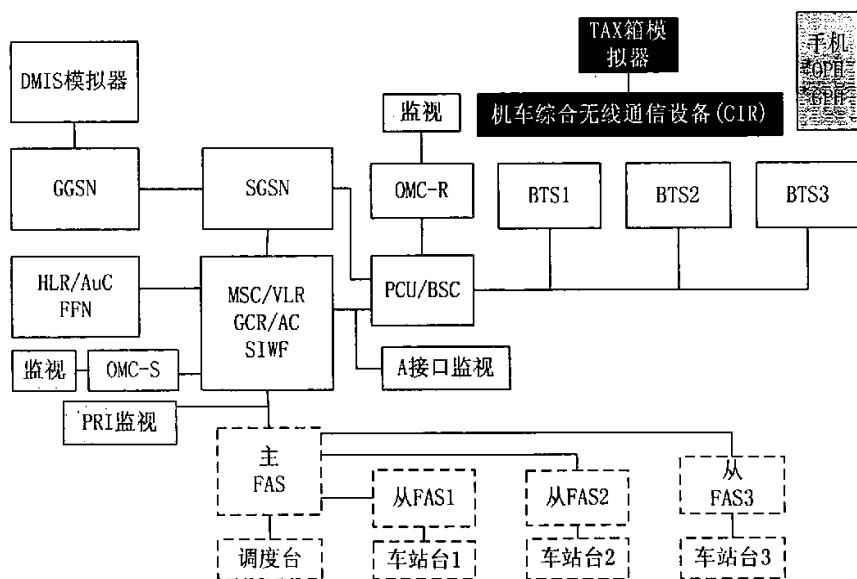 TAX箱模
拟器
手机
OPH
GPH
DMIS模拟器
监视
机车综合无线通信设备(CIR)
GGSN
SGSN
OMC-R
BTS1
BTS2
BTS3
HLR/AuC
FFN
MSC/VLR
GCR/AC
SIWF
PCU/BSC
监视
OMC-S
A接口监视
PRI监视
主
FAS
从FAS1
从FAS2
从
FAS3
调度台
车站台1
车站台2
车站台3